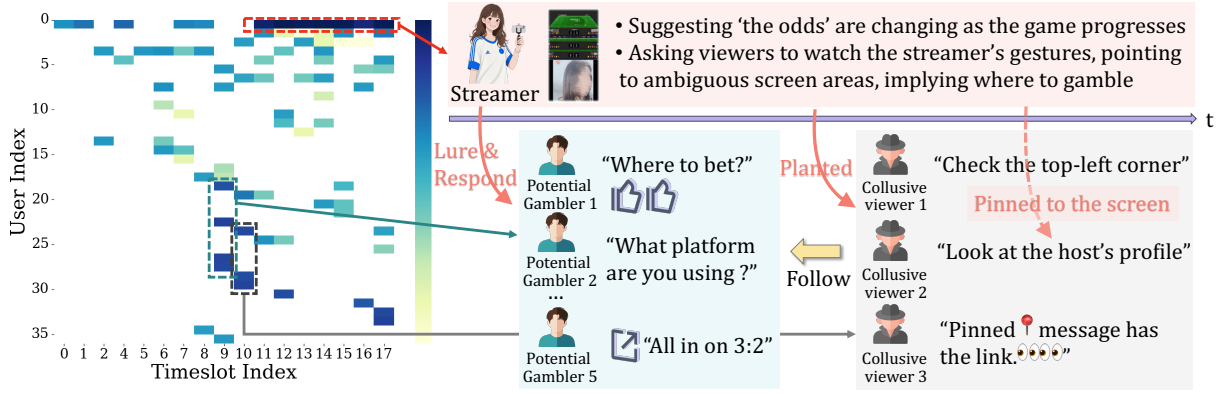 User Index
0
5
10
15
20
25
30
35
0 1 2 3 4 5 6 7 8 9 10 11 12 13 14 15 16 17
Timeslot Index
Streamer
• Suggesting ‘the odds’ are changing as the game progresses
• Asking viewers to watch the streamer’s gestures, pointing
to ambiguous screen areas, implying where to gamble
t
Lure &
Respond
Potential
Gambler 1
“Where to bet?”
Potential
Gambler 2
“What platform
are you using ?”
...
Potential
Gambler 5
“All in on 3:2”
Planted
Follow
Collusive
viewer 1
“Check the top-left corner”
Pinned to the screen
Collusive
viewer 2
“Look at the host’s profile”
Collusive
viewer 3
“Pinned📍message has
the link.👀👀”